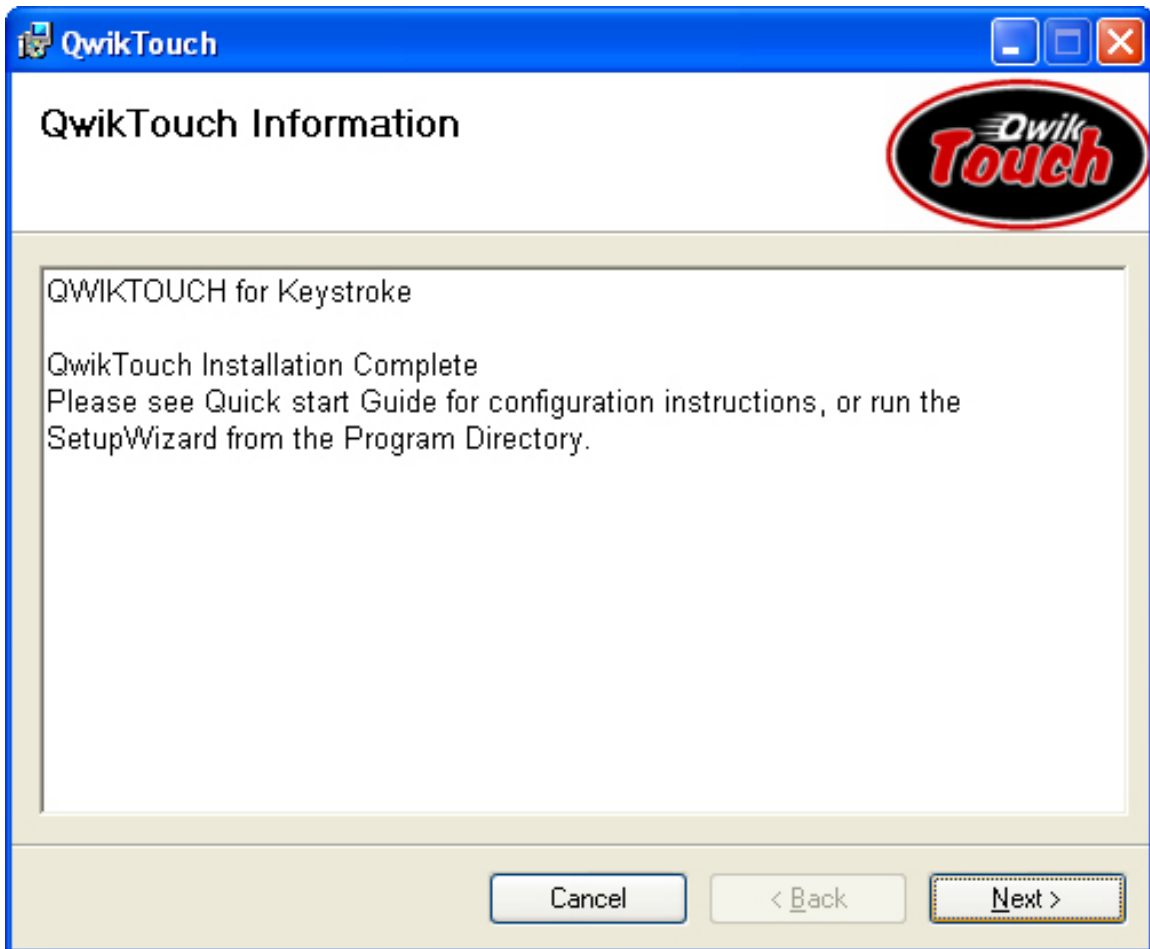 QwikTouch
QwikTouch Information
Qwik
Touch
QWIKTOUCH for Keystroke
QwikTouch Installation Complete
Please see Quick start Guide for configuration instructions, or run the
SetupWizard from the Program Directory.
Cancel
< Back
Next >